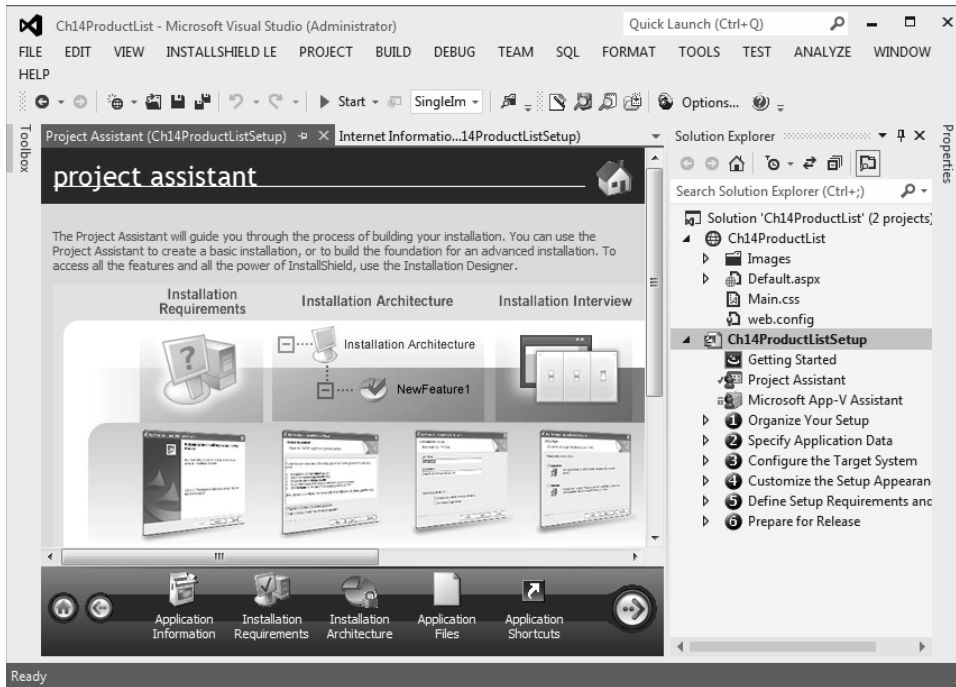 Ch14ProductList - Microsoft Visual Studio (Administrator)
Quick Launch (Ctrl+Q)
FILE EDIT VIEW INSTALLSHIELD LE PROJECT BUILD DEBUG TEAM SQL FORMAT TOOLS TEST ANALYZE WINDOW
HELP
Start SingleIm Options...
Toolbox
Project Assistant (Ch14ProductListSetup)
Internet Informatio...14ProductListSetup)
project assistant
The Project Assistant will guide you through the process of building your installation. You can use the
Project Assistant to create a basic installation, or to build the foundation for an advanced installation. To
access all the features and all the power of InstallShield, use the Installation Designer.
Installation
Requirements
Installation Architecture
Installation Interview
Installation Architecture
NewFeature1
Application
Information
Installation
Requirements
Installation
Architecture
Application
Files
Application
Shortcuts
Solution Explorer
Search Solution Explorer (Ctrl+;)
Solution 'Ch14ProductList' (2 projects)
Ch14ProductList
Images
Default.aspx
Main.css
web.config
Ch14ProductListSetup
Getting Started
Project Assistant
Microsoft App-V Assistant
1 Organize Your Setup
2 Specify Application Data
3 Configure the Target System
4 Customize the Setup Appearan
5 Define Setup Requirements and
6 Prepare for Release
Properties
Ready